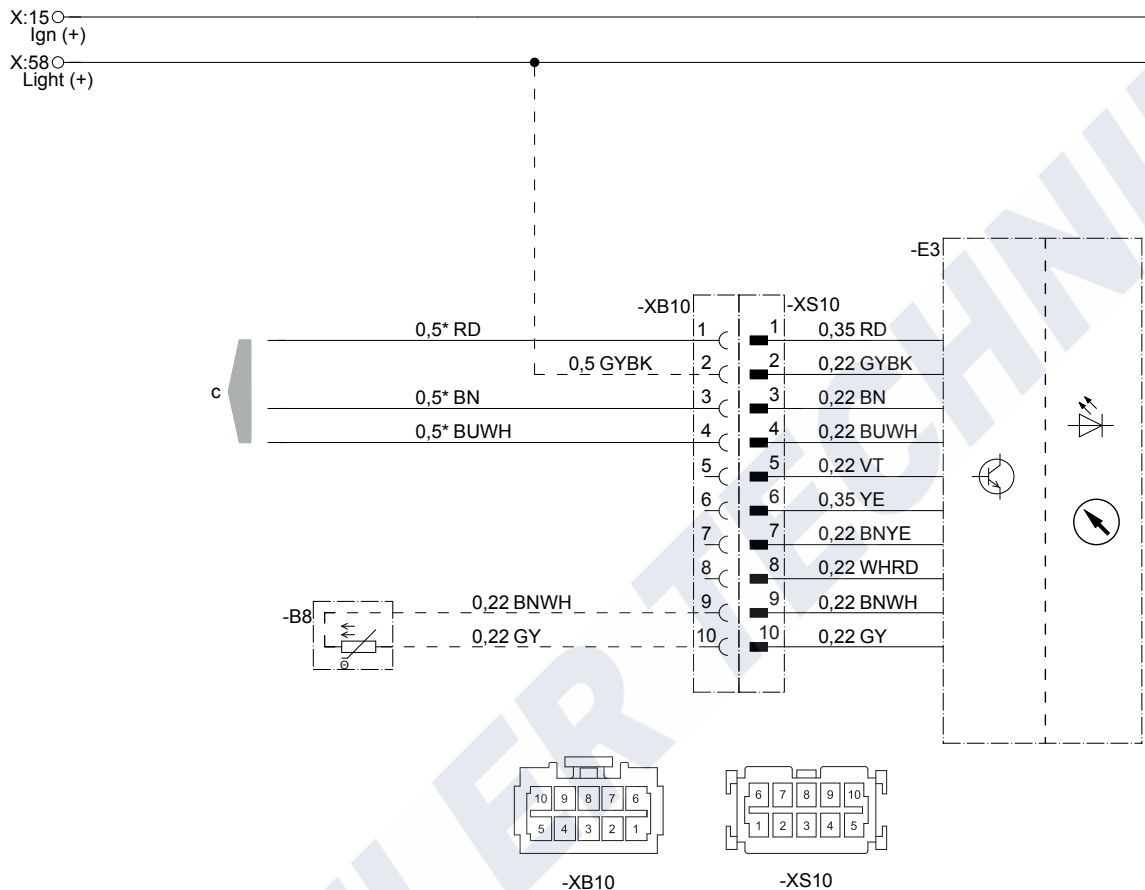 X:15
Ign (+)
X:58
Light (+)
-E3
-XB10
-XS10
0,5* RD
1
1
0,35 RD
0,5 GYBK
2
2
0,22 GYBK
c
0,5* BN
3
3
0,22 BN
0,5* BUWH
4
4
0,22 BUWH
5
5
0,22 VT
6
6
0,35 YE
7
7
0,22 BNYE
8
8
0,22 WHRD
-B8
0,22 BNWH
9
9
0,22 BNWH
0,22 GY
10
10
0,22 GY
10 9 8 7 6
5 4 3 2 1
6 7 8 9 10
1 2 3 4 5
-XB10
-XS10